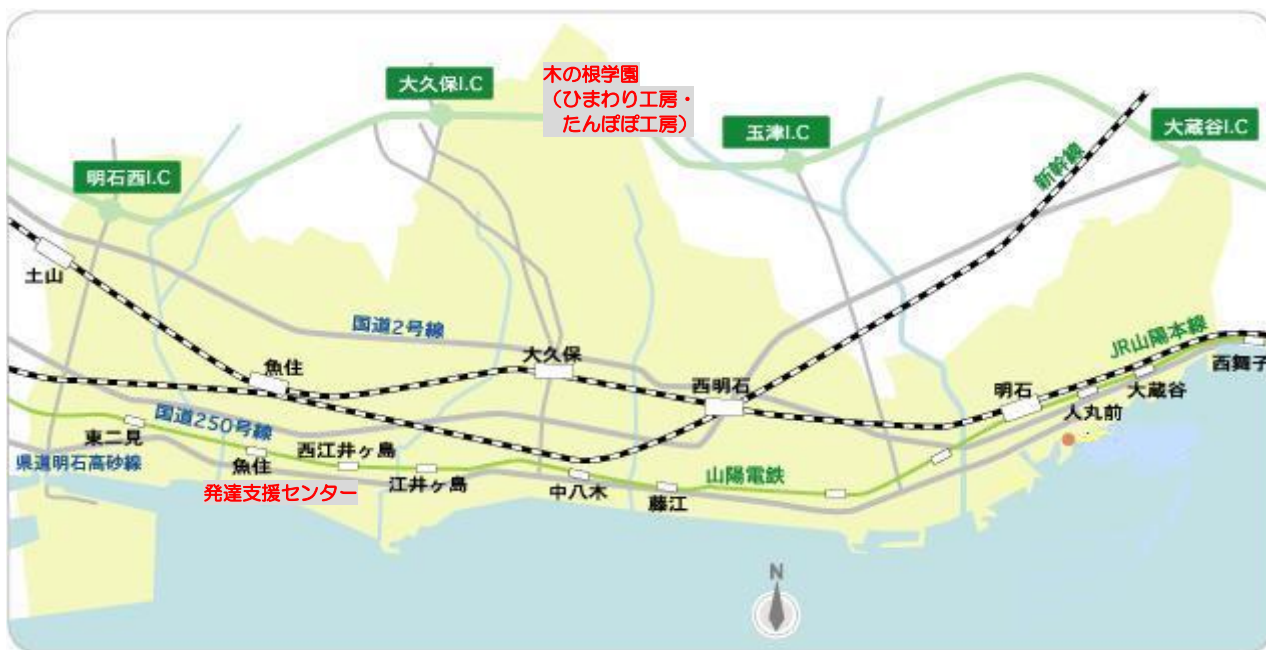 木の根学園
（ひまわり工房・
たんぽぽ工房）
大久保I.C
玉津I.C
大蔵谷I.C
明石西I.C
新幹線
土山
国道2号線
大久保
魚住
西明石
JR山陽本線
西舞子
大蔵谷
明石
人丸前
国道250号線
東二見
西江井ヶ島
県道明石高砂線
魚住
江井ヶ島
中八木
藤江
山陽電鉄
発達支援センター
N